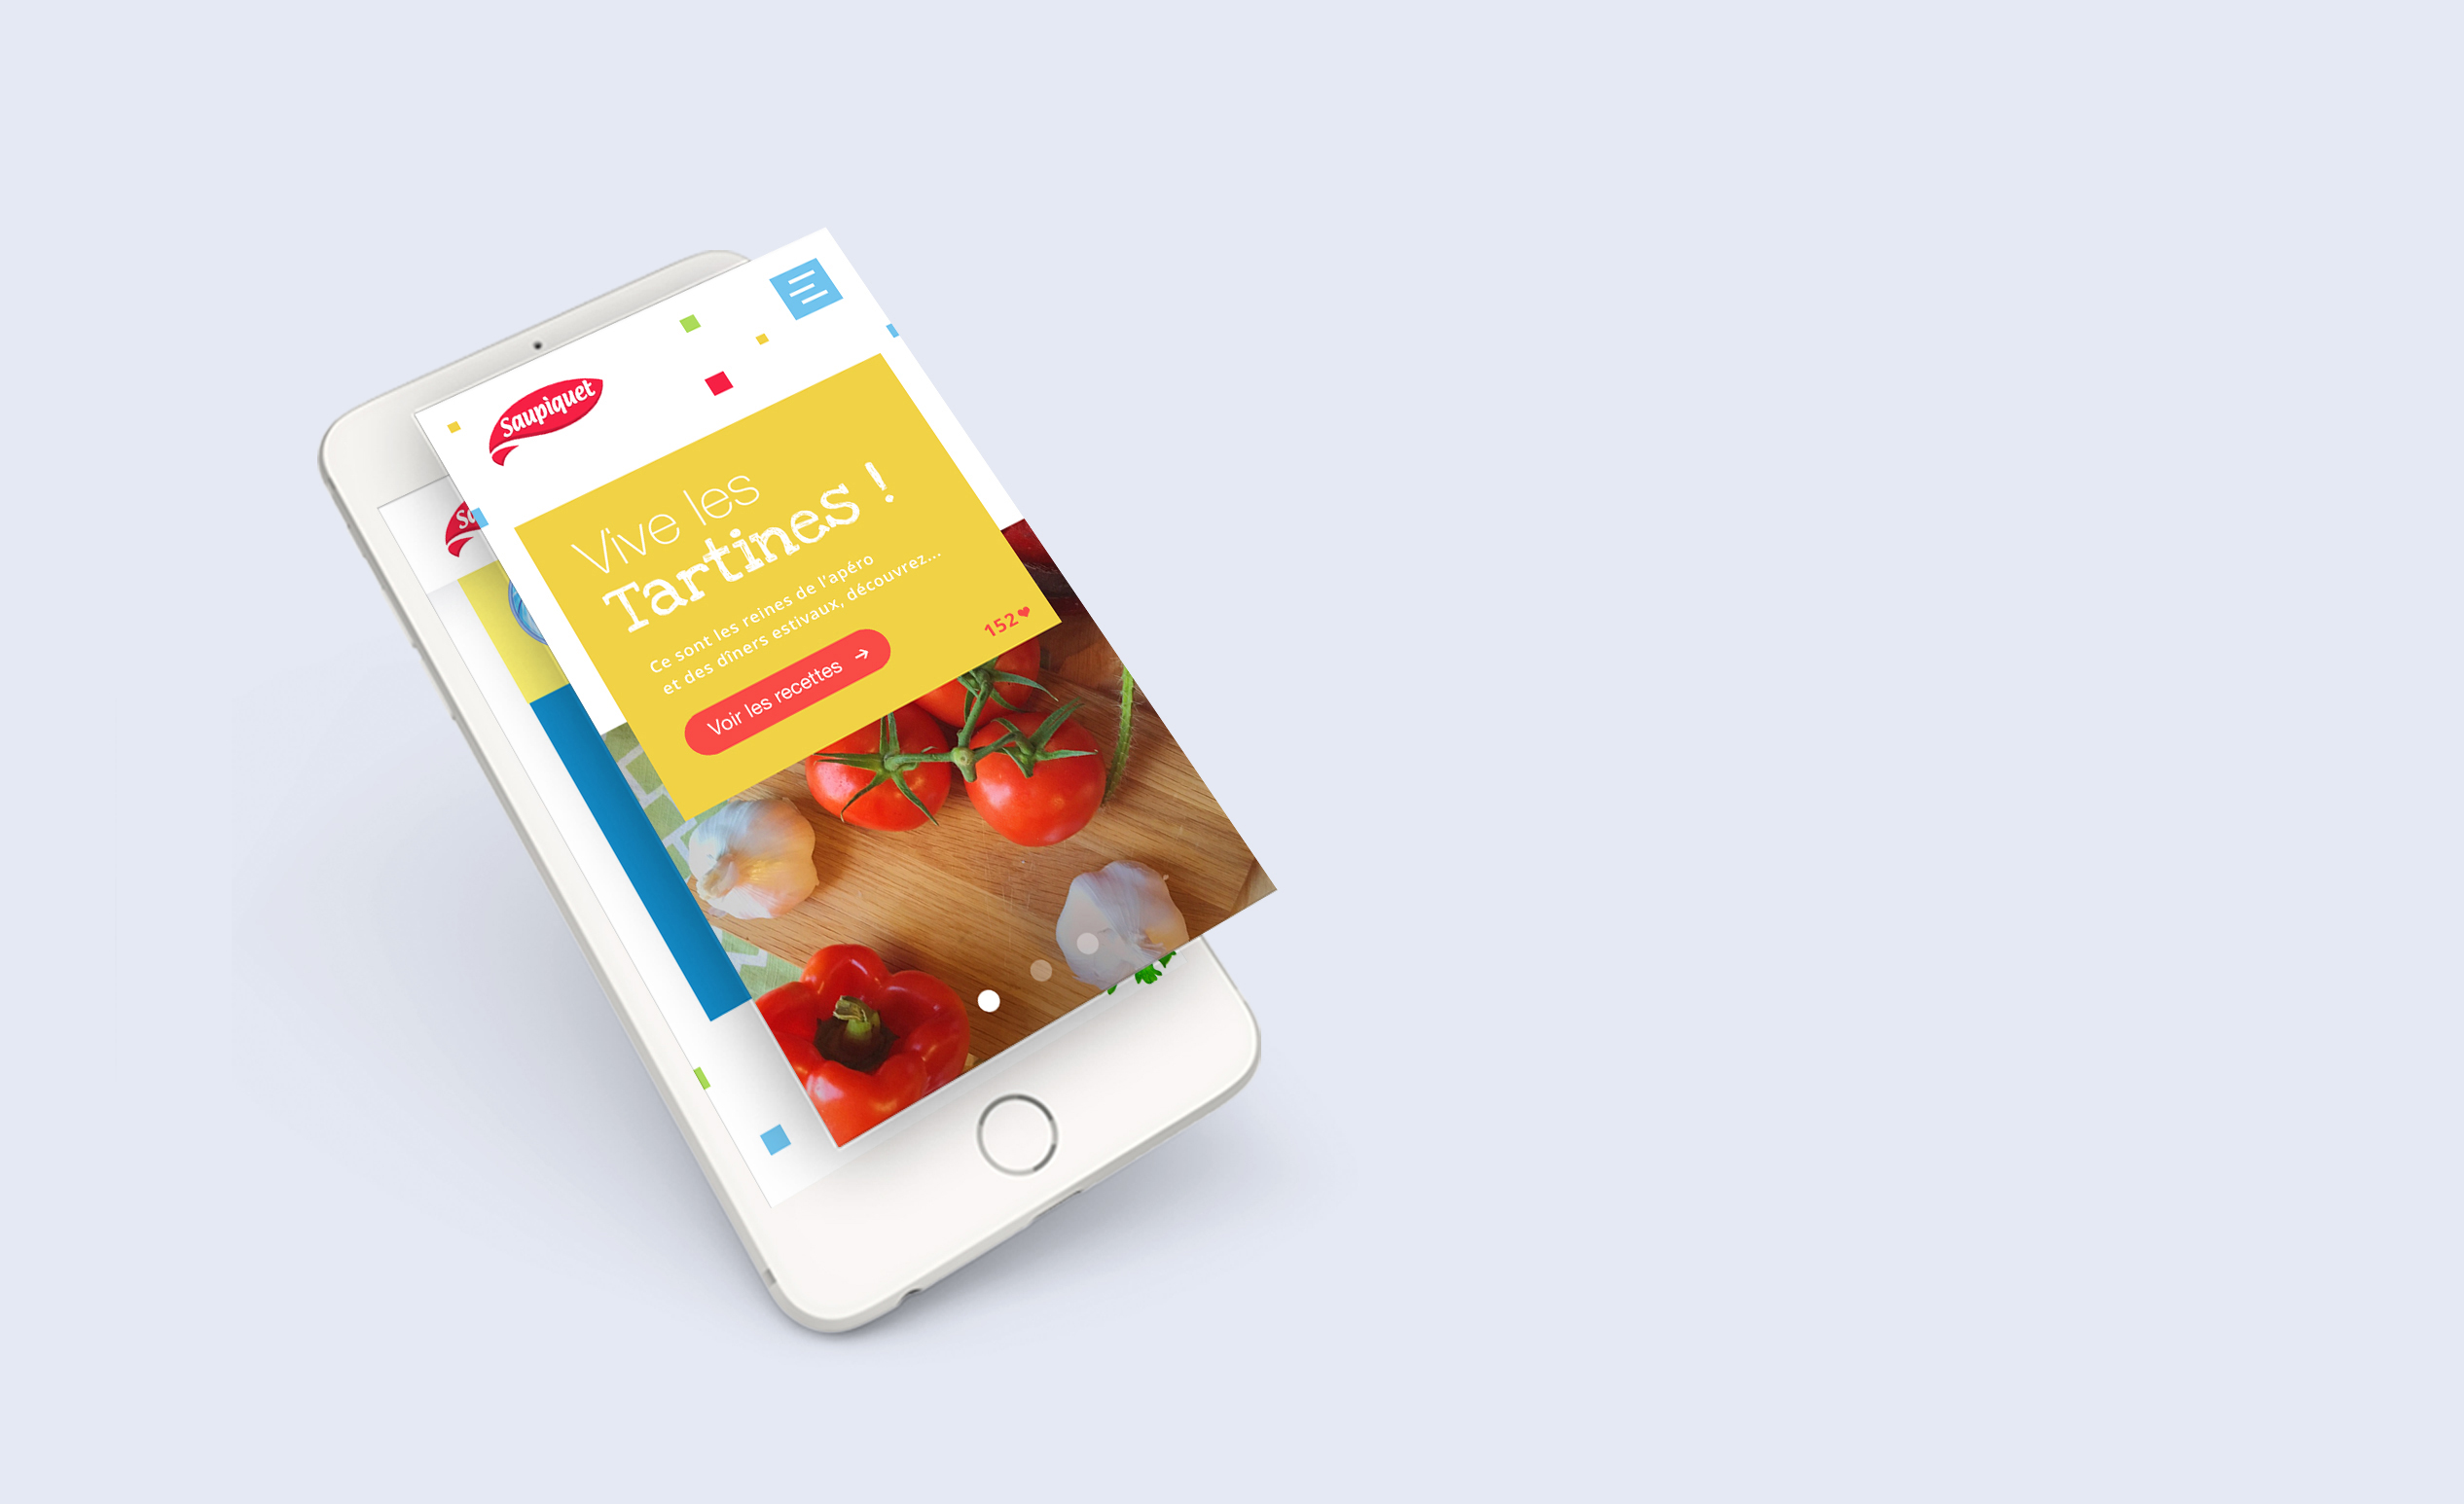 Saupiquet
Vive les
Tartines !
Ce sont les reines de l'apéro
et des dîners estivaux, découvrez...
152
Voir les recettes
Sa